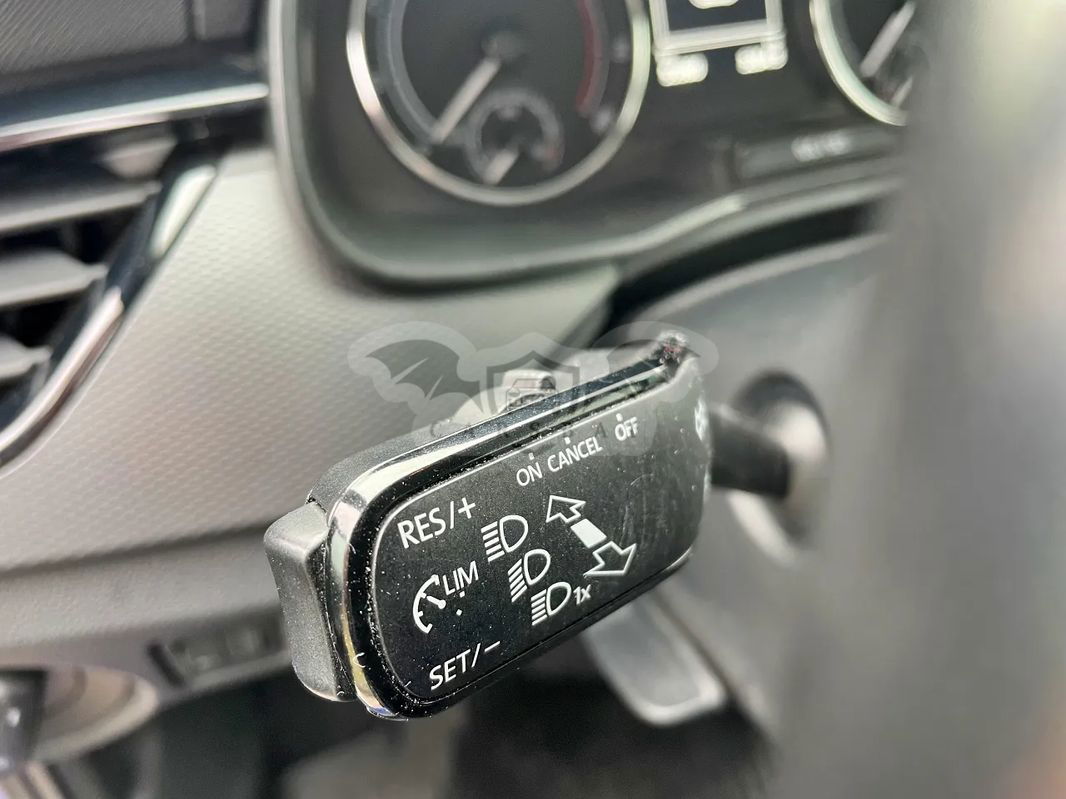 ON CANCEL OFF
RES/+
LIM
1x
SET/–